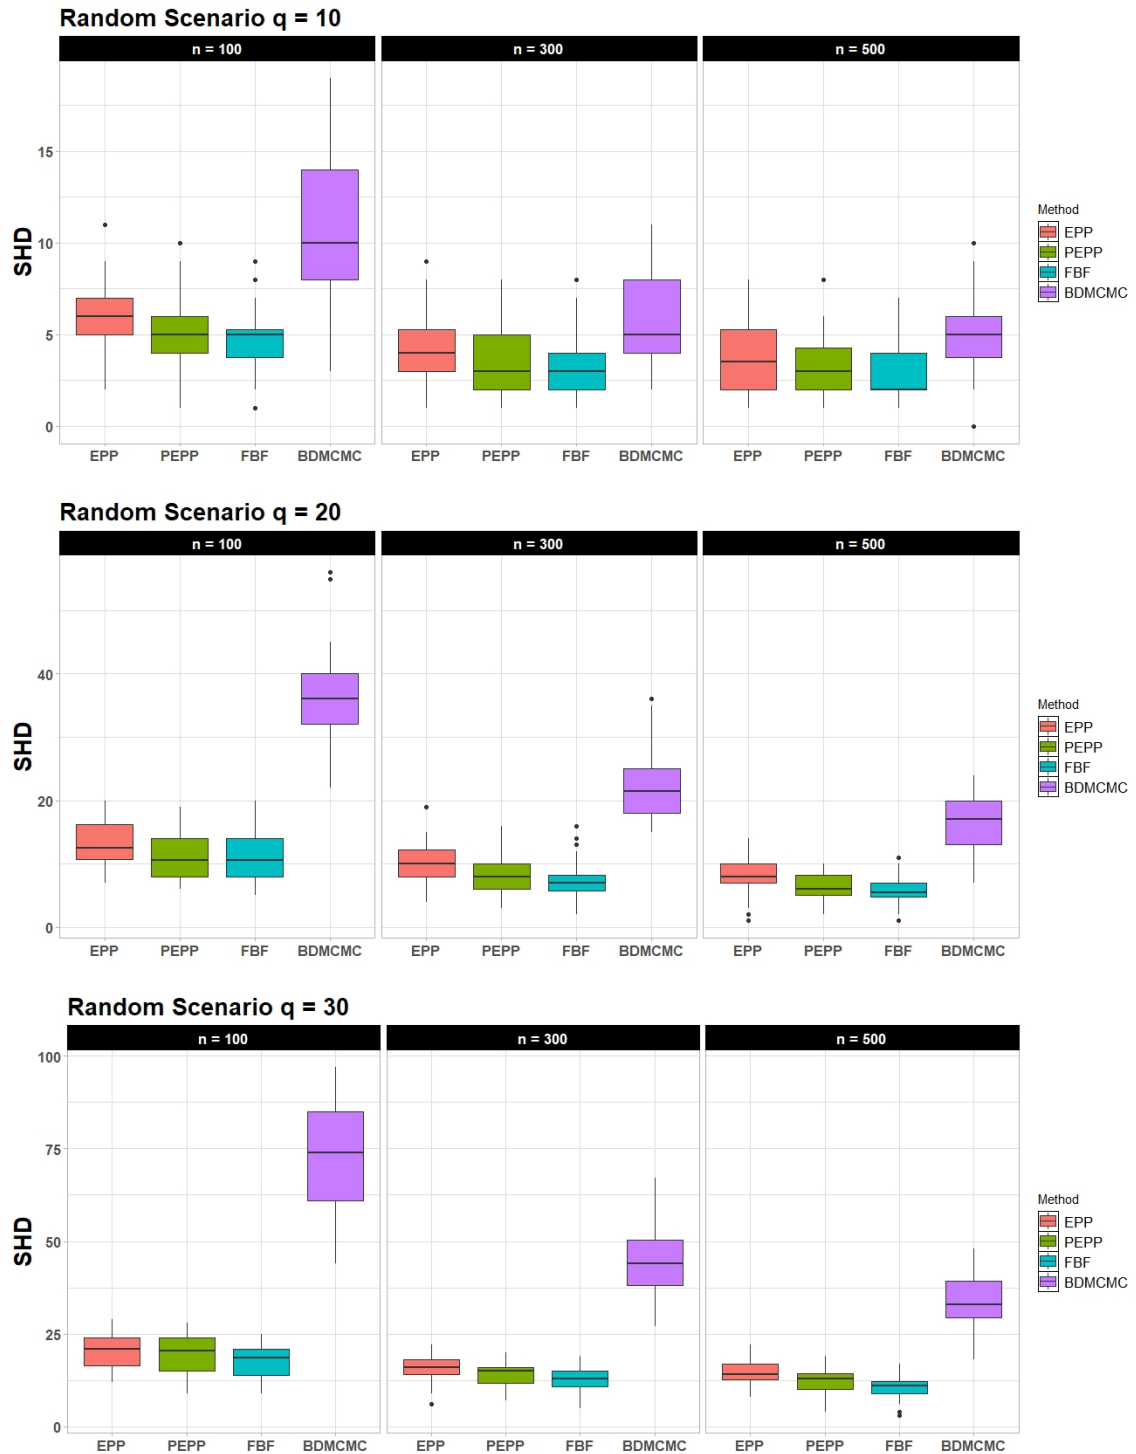 Random Scenario q = 10
n = 100 n = 300 n = 500
15
10
5
0
SHD
EPP PEPP FBF BDMCMC EPP PEPP FBF BDMCMC EPP PEPP FBF BDMCMC
Method
EPP
PEPP
FBF
BDMCMC
Random Scenario q = 20
n = 100 n = 300 n = 500
40
20
0
SHD
EPP PEPP FBF BDMCMC EPP PEPP FBF BDMCMC EPP PEPP FBF BDMCMC
Method
EPP
PEPP
FBF
BDMCMC
Random Scenario q = 30
n = 100 n = 300 n = 500
100
75
50
25
0
SHD
EPP PEPP FBF BDMCMC EPP PEPP FBF BDMCMC EPP PEPP FBF BDMCMC
Method
EPP
PEPP
FBF
BDMCMC